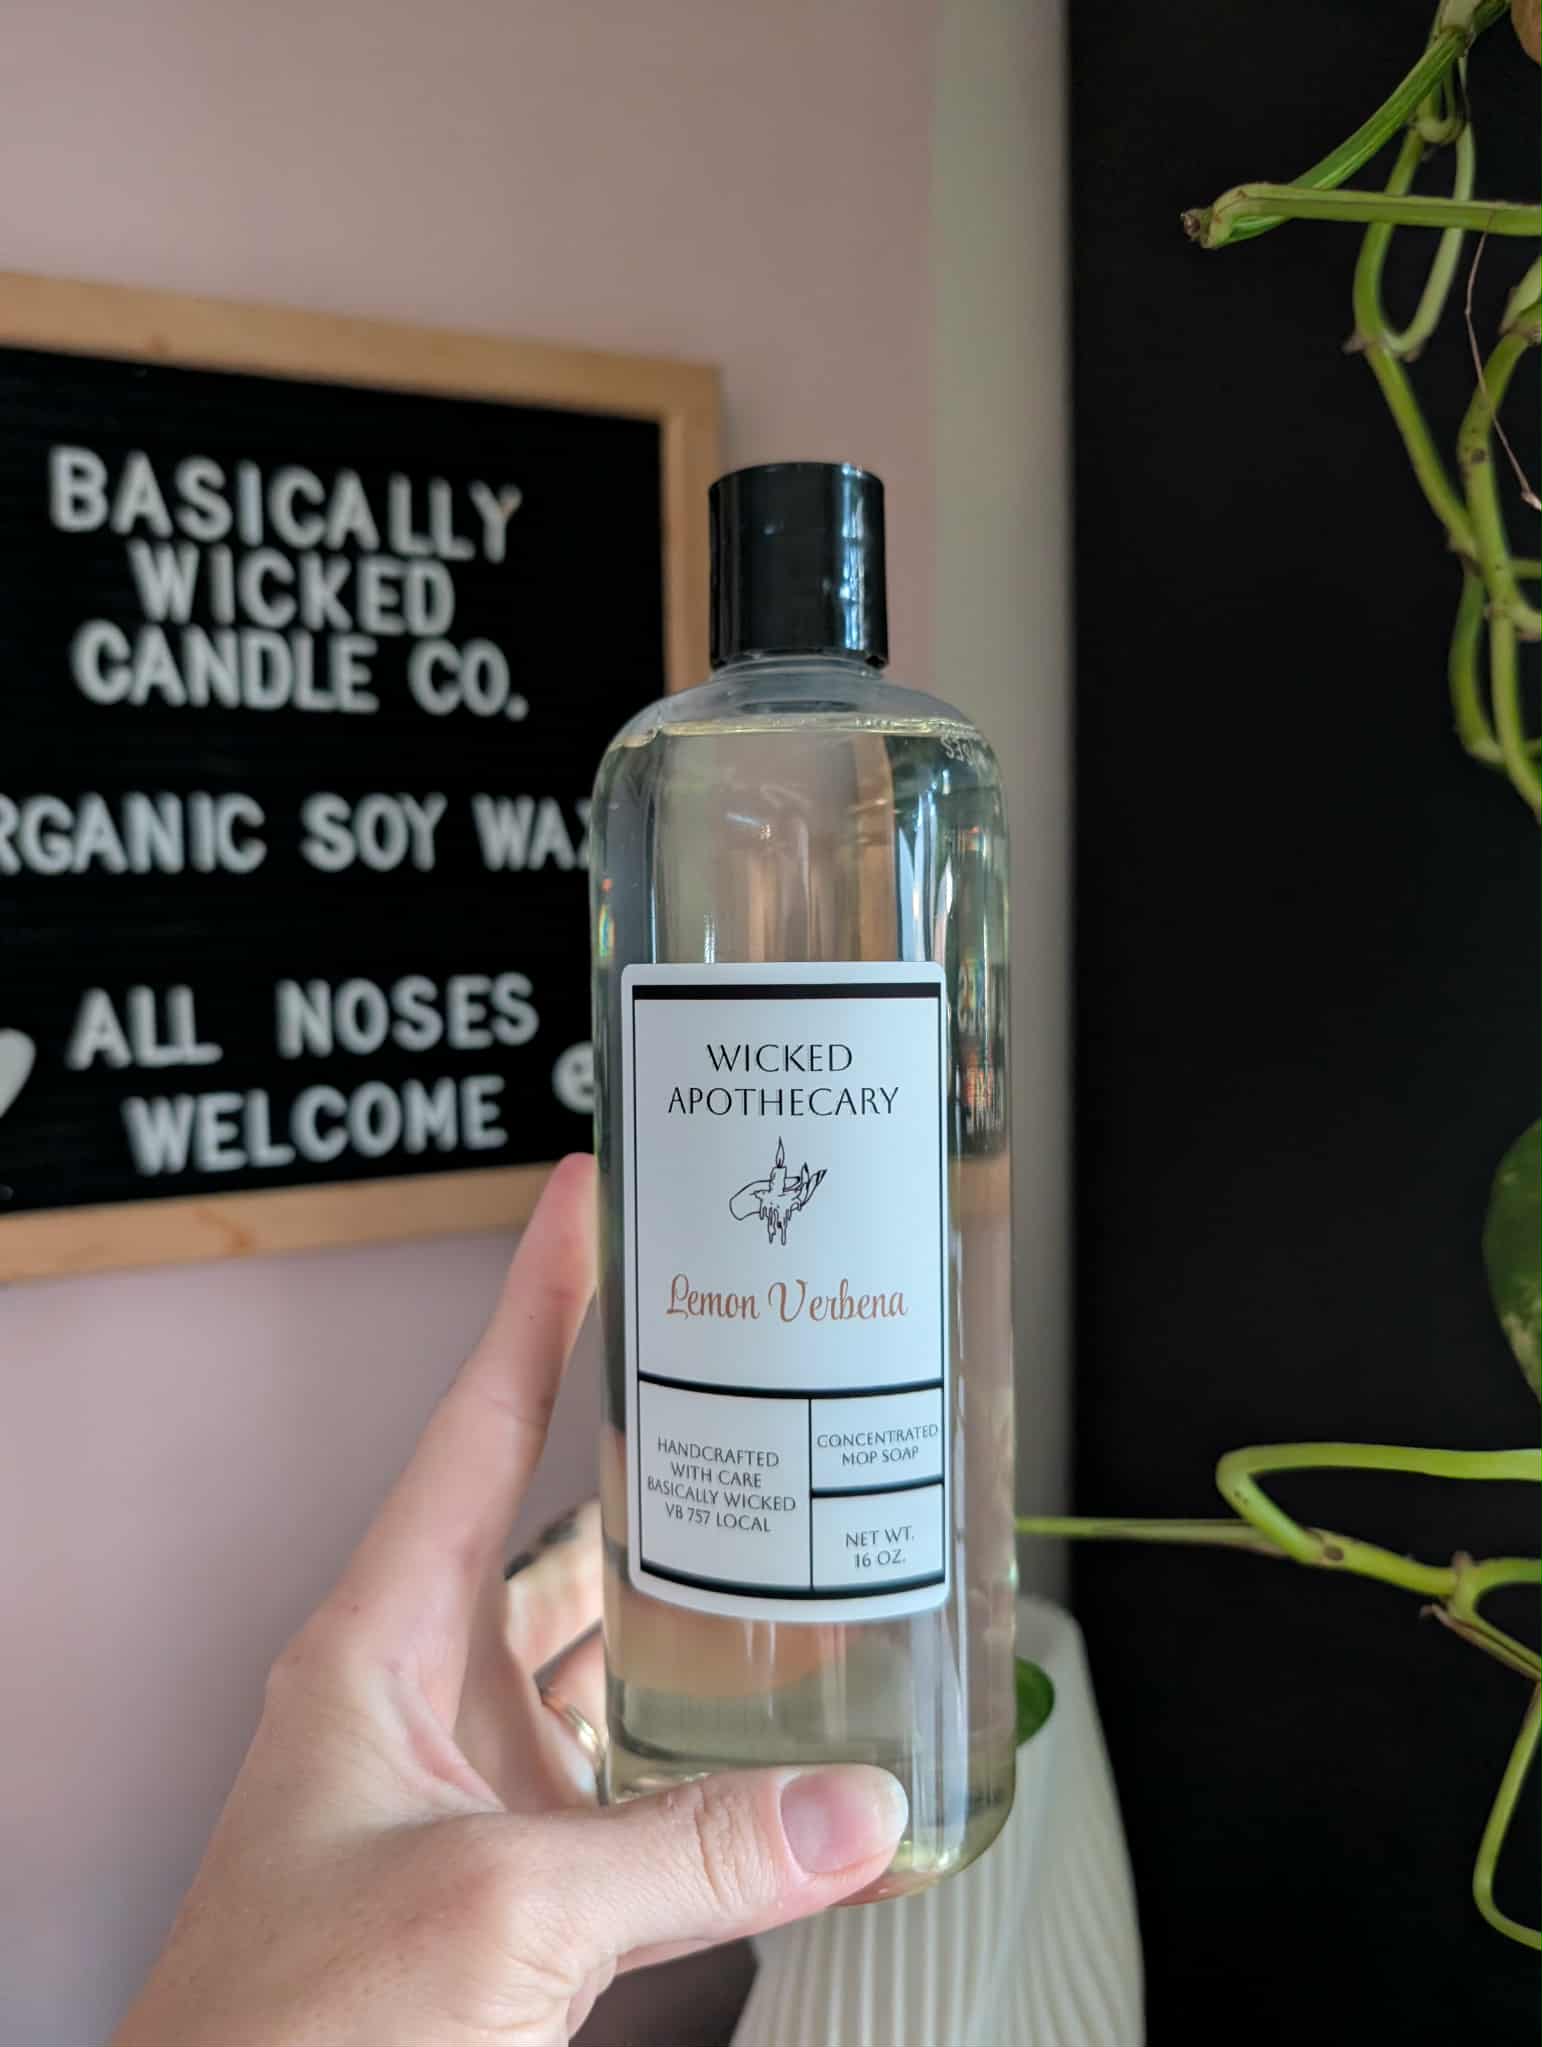 BASICALLY
WICKED
CANDLE CO.
RGANIC SOY WAX
ALL NOSES
WELCOME
WICKED
APOTHECARY
Lemon Verbena
HANDCRAFTED
WITH CARE
BASICALLY WICKED
VB 757 LOCAL
CONCENTRATED
MOP SOAP
NET WT.
16 OZ.